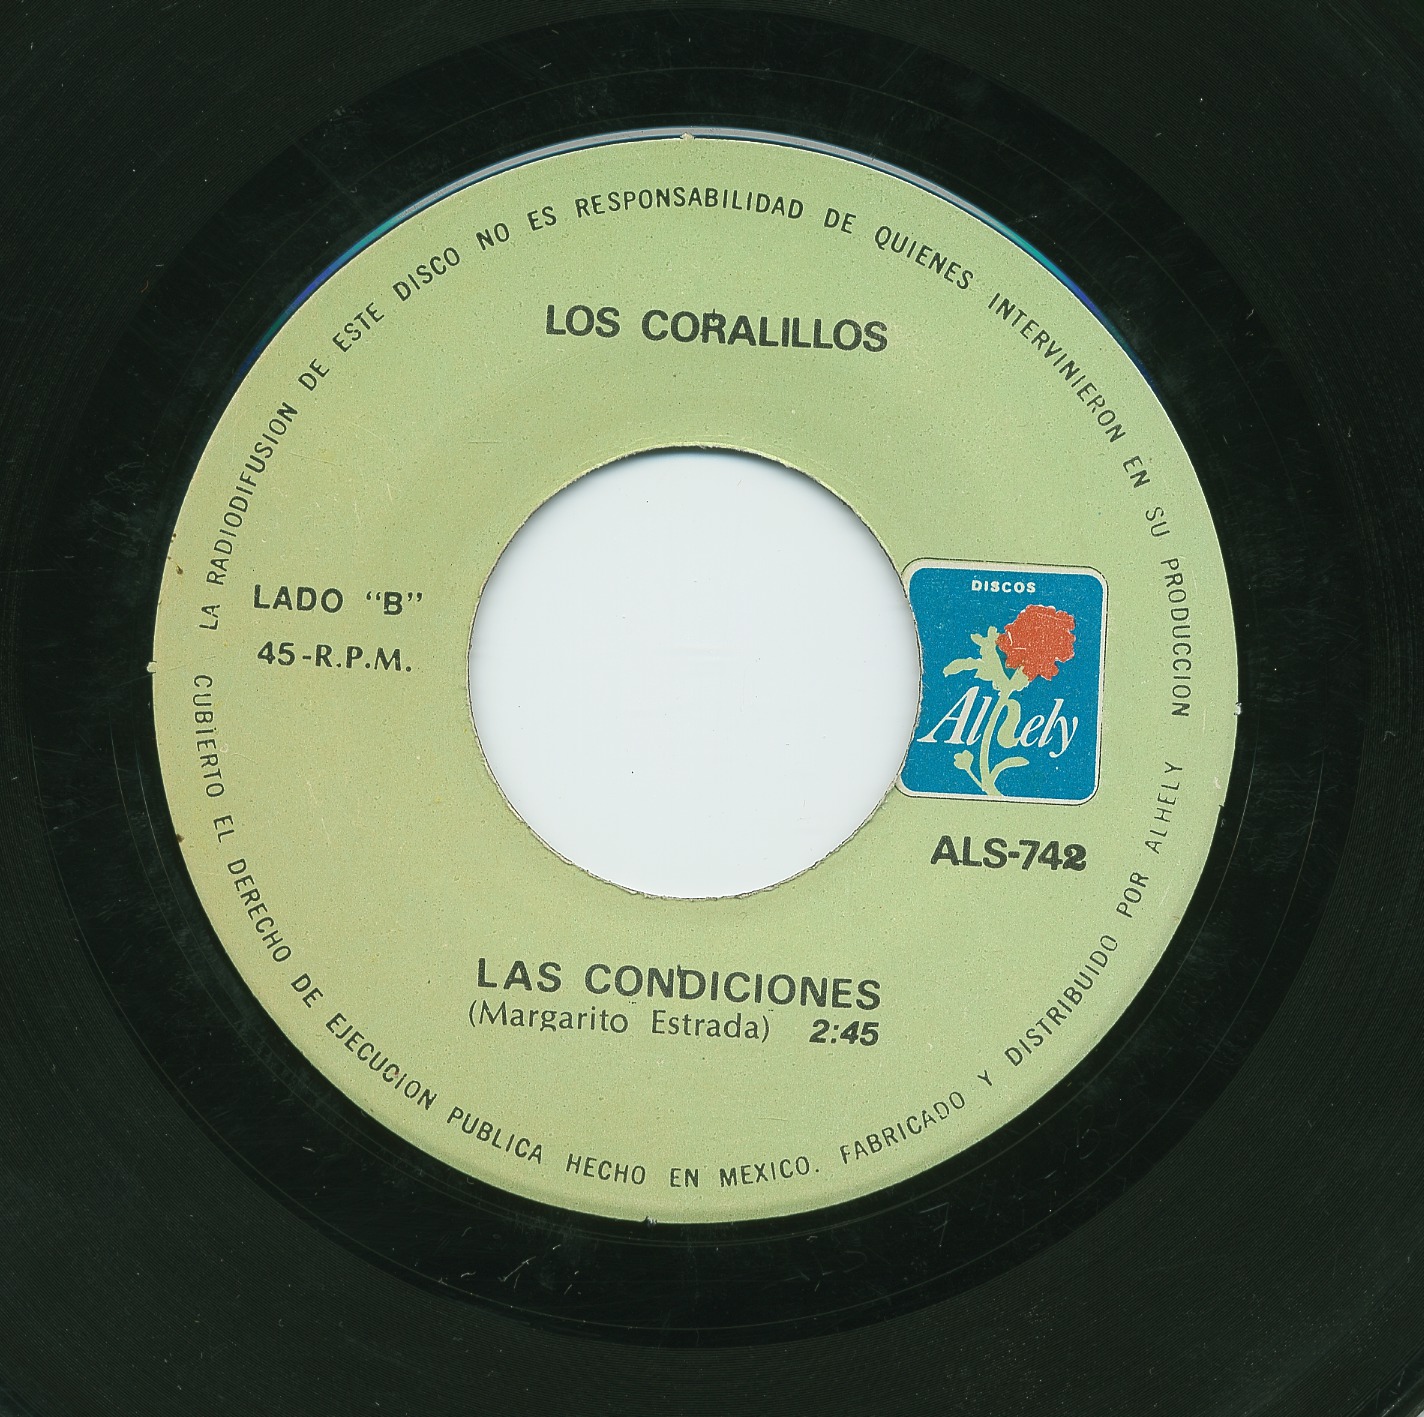 LA RADIODIFUSION DE ESTE DISCO NO ES RESPONSABILIDAD DE QUIENES INTERVINIERON EN SU PRODUCCION
LOS CORALILLOS
LADO "B"
45-R.P.M.
DISCOS
Alhely
ALS-742
LAS CONDICIONES
(Margarito Estrada) 2:45
CUBIERTO EL DERECHO DE EJECUCION PUBLICA HECHO EN MEXICO. FABRICADO Y DISTRIBUIDO POR ALHELY